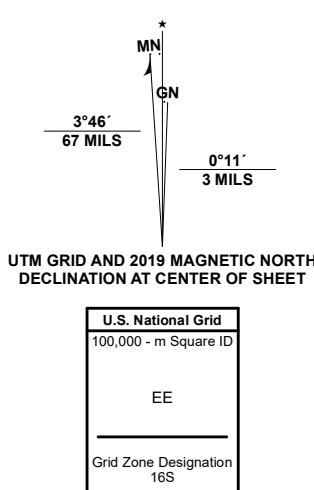 ★
MN
GN
3°46´
67 MILS
0°11´
3 MILS
UTM GRID AND 2019 MAGNETIC NORTH
DECLINATION AT CENTER OF SHEET
U.S. National Grid
100,000 - m Square ID
EE
Grid Zone Designation
16S